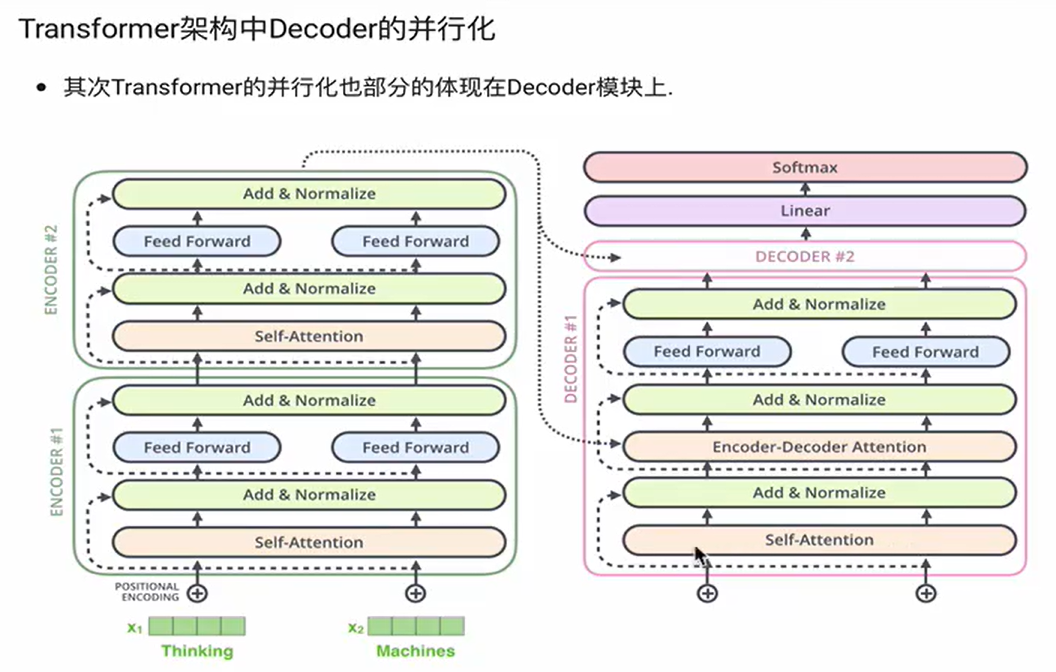 Transformer架构中Decoder的并行化
● 其次Transformer的并行化也部分的体现在Decoder模块上.
ENCODER #2
Add & Normalize
Feed Forward Feed Forward
Add & Normalize
Self-Attention
ENCODER #1
Add & Normalize
Feed Forward Feed Forward
Add & Normalize
Self-Attention
POSITIONAL
ENCODING
x₁ x₂
Thinking Machines
Softmax
Linear
DECODER #2
DECODER #1
Add & Normalize
Feed Forward Feed Forward
Add & Normalize
Encoder-Decoder Attention
Add & Normalize
Self-Attention